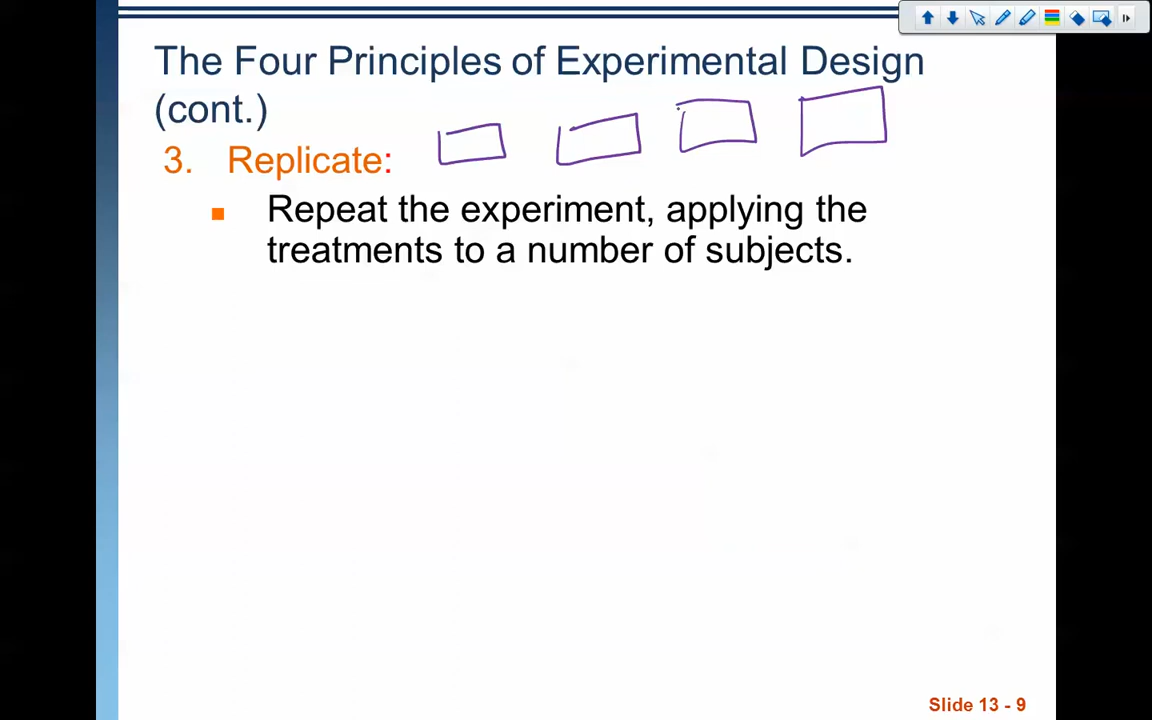 The Four Principles of Experimental Design
(cont.)
3. Replicate:
Repeat the experiment, applying the
treatments to a number of subjects.
Slide 13 - 9